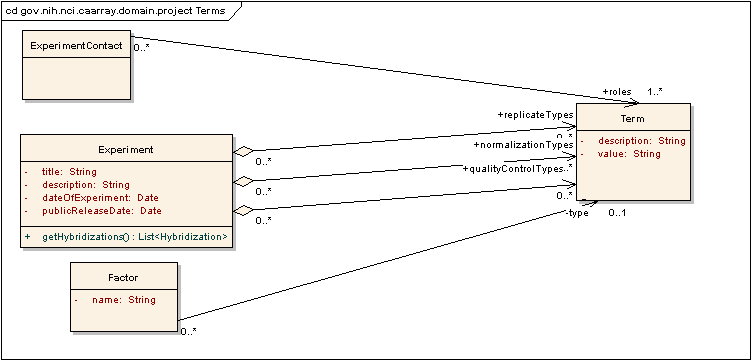 cd gov.nih.nci.caarray.domain.project Terms
ExperimentContact
0..*
+roles 1..*
Term
- description: String
- value: String
+replicateTypes
0..*
+normalizationTypes
0..*
+qualityControlTypes
..*
0..*
Experiment
- title: String
- description: String
- dateOfExperiment: Date
- publicReleaseDate: Date
+ getHybridizations() : List<Hybridization>
0..*
0..*
0..*
-type 0..1
Factor
- name: String
0..*